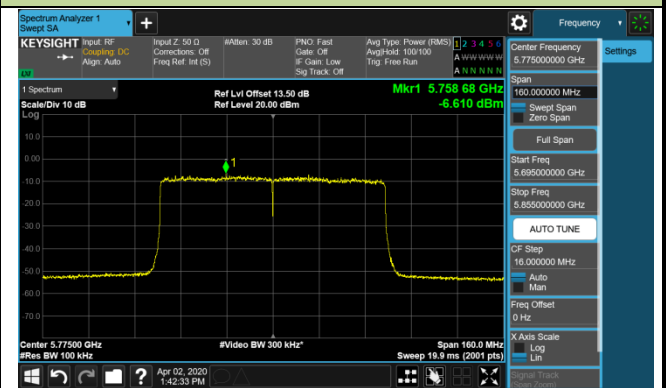 Spectrum Analyzer 1
Swept SA
+
Frequency
KEYSIGHT
Input: RF
Coupling: DC
Align: Auto
Input Z: 50 Ω
Corrections: Off
Freq Ref: Int (S)
#Atten: 30 dB
PNO: Fast
Gate: Off
IF Gain: Low
Sig Track: Off
Avg Type: Power (RMS)
Avg|Hold: 100/100
Trig: Free Run
1 2 3 4 5 6
A W W W W W
A N N N N N
LM
1 Spectrum
Scale/Div 10 dB
Log
Ref Lvl Offset 13.50 dB
Ref Level 20.00 dBm
Mkr1 5.758 68 GHz
-6.610 dBm
10.0
0.00
-10.0
-20.0
-30.0
-40.0
-50.0
-60.0
-70.0
1
Center 5.77500 GHz
#Res BW 100 kHz
#Video BW 300 kHz*
Span 160.0 MHz
Sweep 19.9 ms (2001 pts)
Center Frequency
5.775000000 GHz
Settings
Span
160.000000 MHz
Swept Span
Zero Span
Full Span
Start Freq
5.695000000 GHz
Stop Freq
5.855000000 GHz
AUTO TUNE
CF Step
16.000000 MHz
Auto
Man
Freq Offset
0 Hz
X Axis Scale
Log
Lin
Signal Track
(Span Zoom)
?
Apr 02, 2020
1:42:33 PM